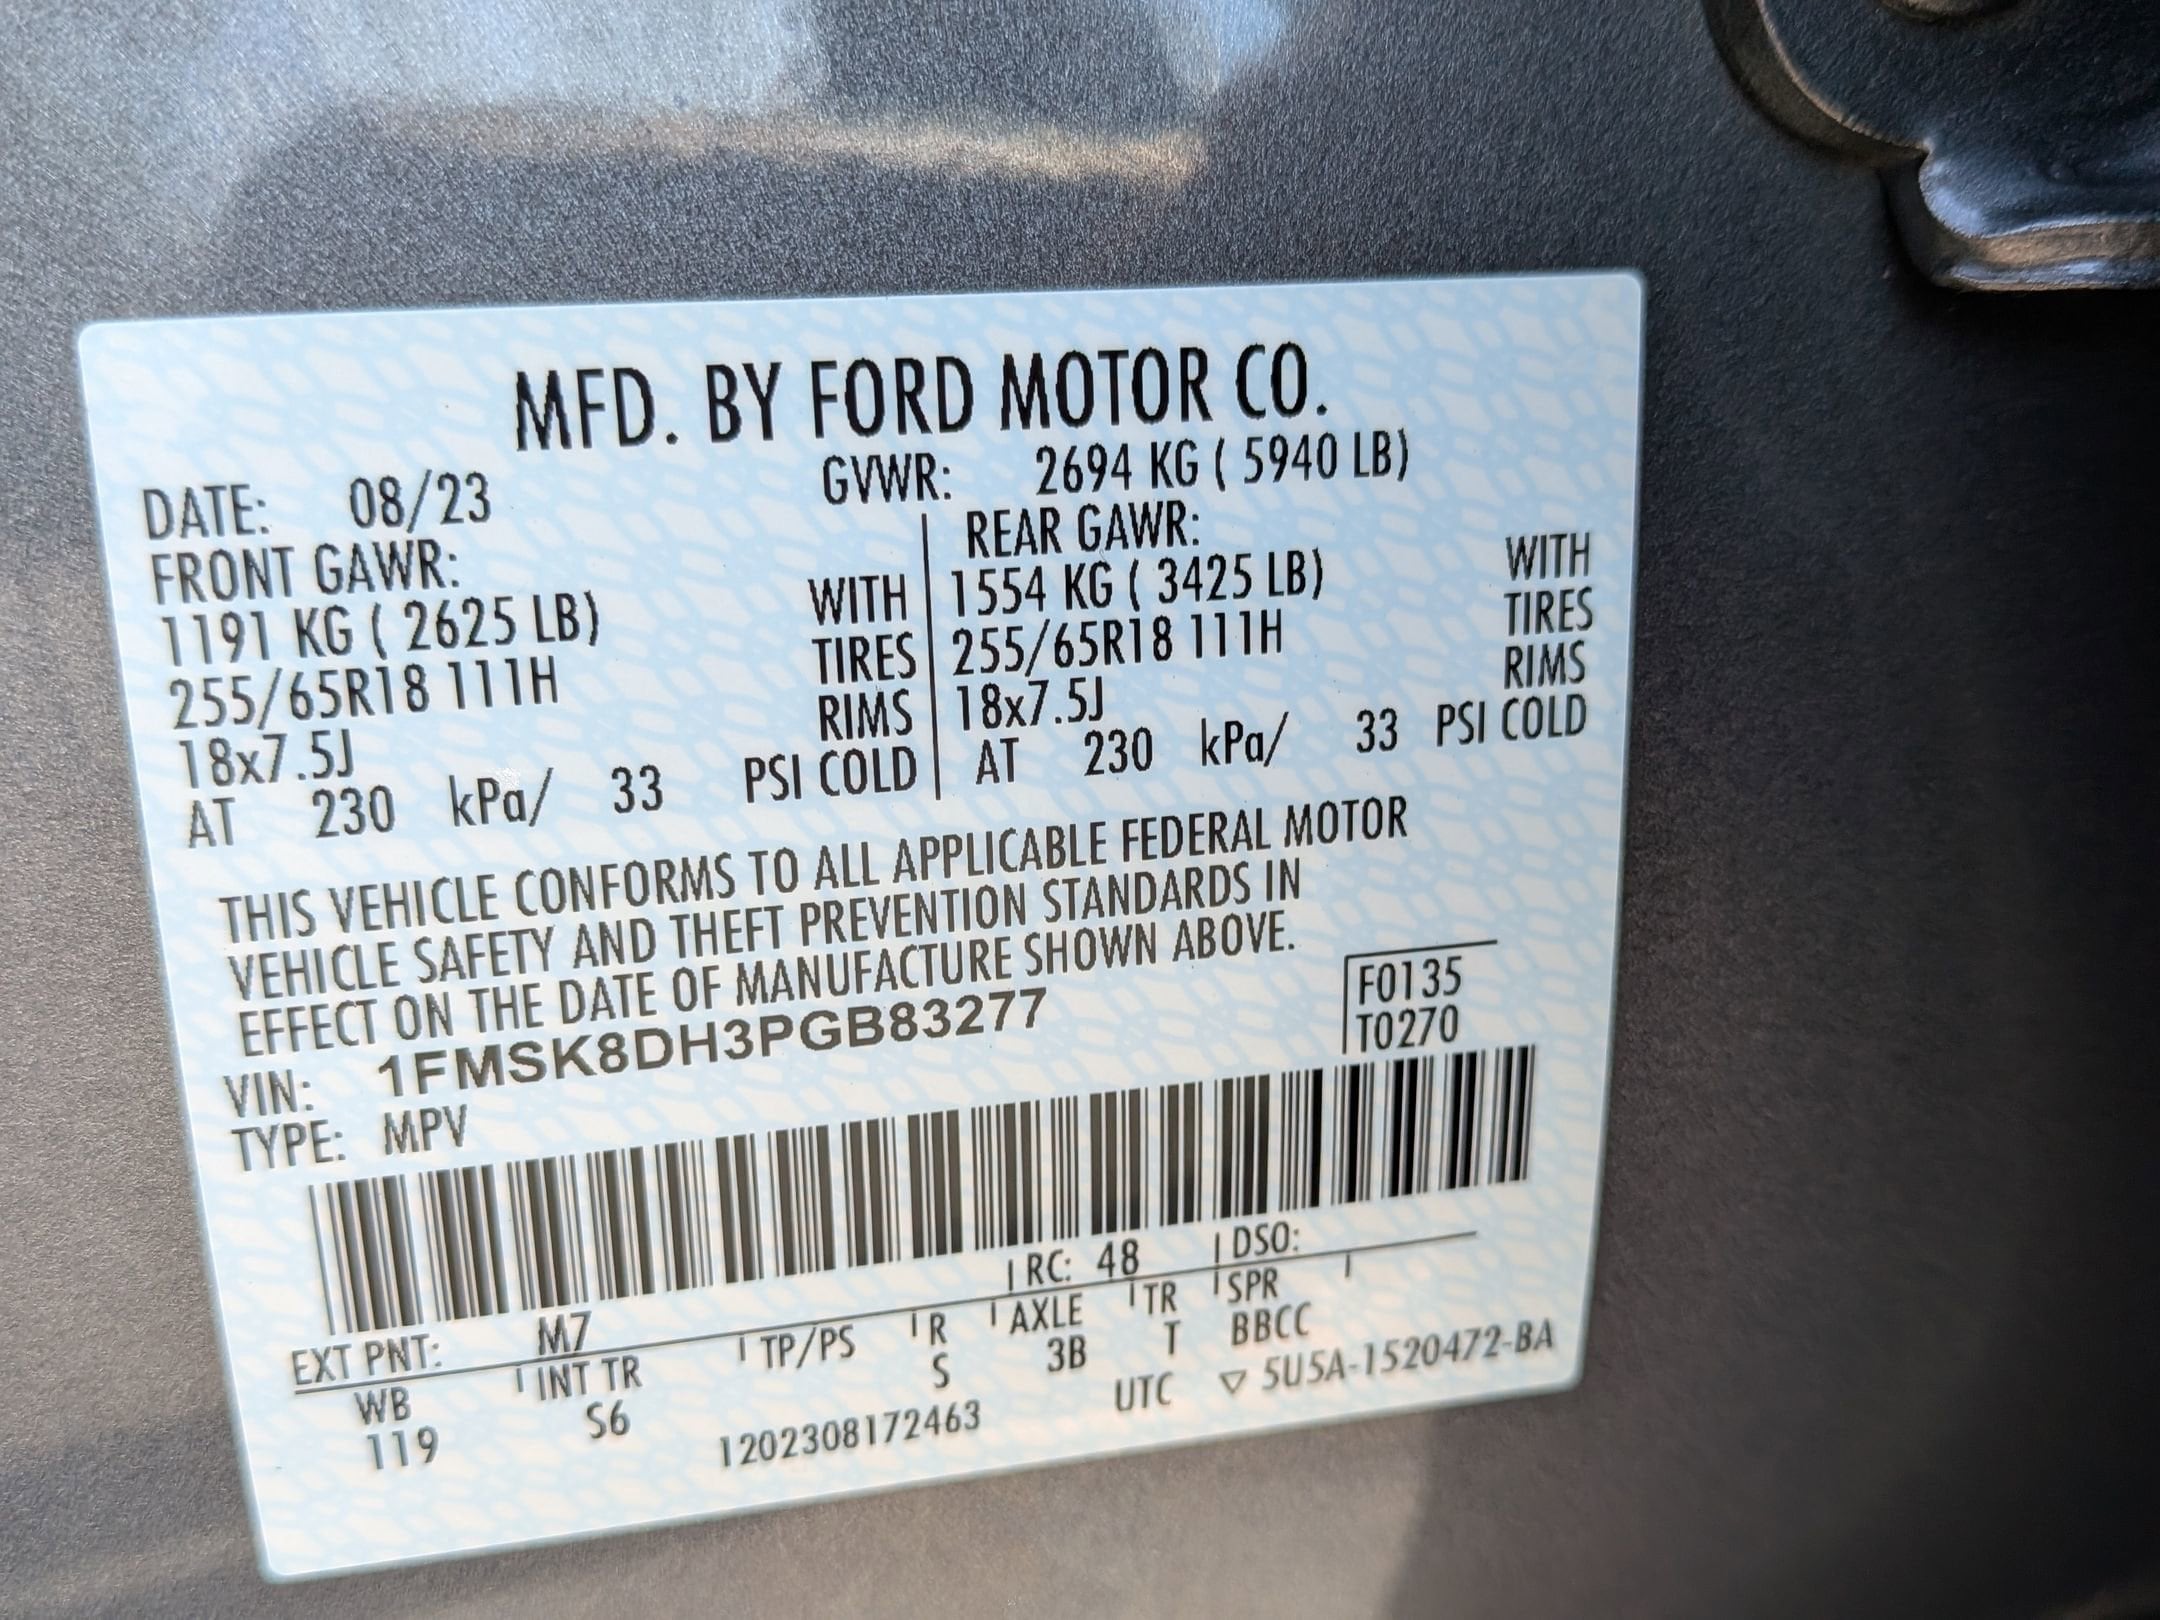 MFD. BY FORD MOTOR CO.
DATE: 08/23 GVWR: 2694 KG ( 5940 LB)
FRONT GAWR: REAR GAWR:
1191 KG ( 2625 LB) WITH 1554 KG ( 3425 LB) WITH
255/65R18 111H TIRES 255/65R18 111H TIRES
18x7.5J RIMS 18x7.5J RIMS
AT 230 kPa/ 33 PSI COLD AT 230 kPa/ 33 PSI COLD
THIS VEHICLE CONFORMS TO ALL APPLICABLE FEDERAL MOTOR
VEHICLE SAFETY AND THEFT PREVENTION STANDARDS IN
EFFECT ON THE DATE OF MANUFACTURE SHOWN ABOVE.
VIN: 1FMSK8DH3PGB83277 F0135
TYPE: MPV T0270
EXT PNT: M7 RC: 48 DSO:
WB INT TR TP/PS R AXLE TR SPR
119 S6 S 3B T BBCC
1202308172463 UTC ▽ 5U5A-1520472-BA